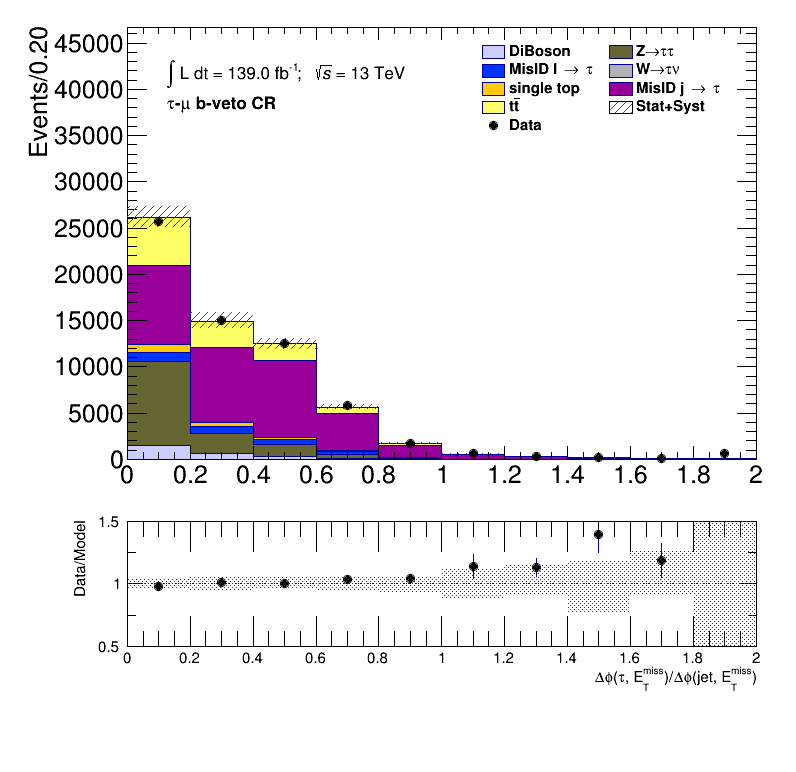 Events/0.20
45000
40000
35000
30000
25000
20000
15000
10000
5000
0
∫ L dt = 139.0 fb⁻¹; √s = 13 TeV
τ-μ b-veto CR
DiBoson
MisID l → τ
single top
tt̄
Data
Z→ττ
W→τν
MisID j → τ
Stat+Syst
0 0.2 0.4 0.6 0.8 1 1.2 1.4 1.6 1.8 2
Data/Model
1.5
1
0.5
0 0.2 0.4 0.6 0.8 1 1.2 1.4 1.6 1.8 2
Δϕ(τ, E_T^miss)/Δϕ(jet, E_T^miss)